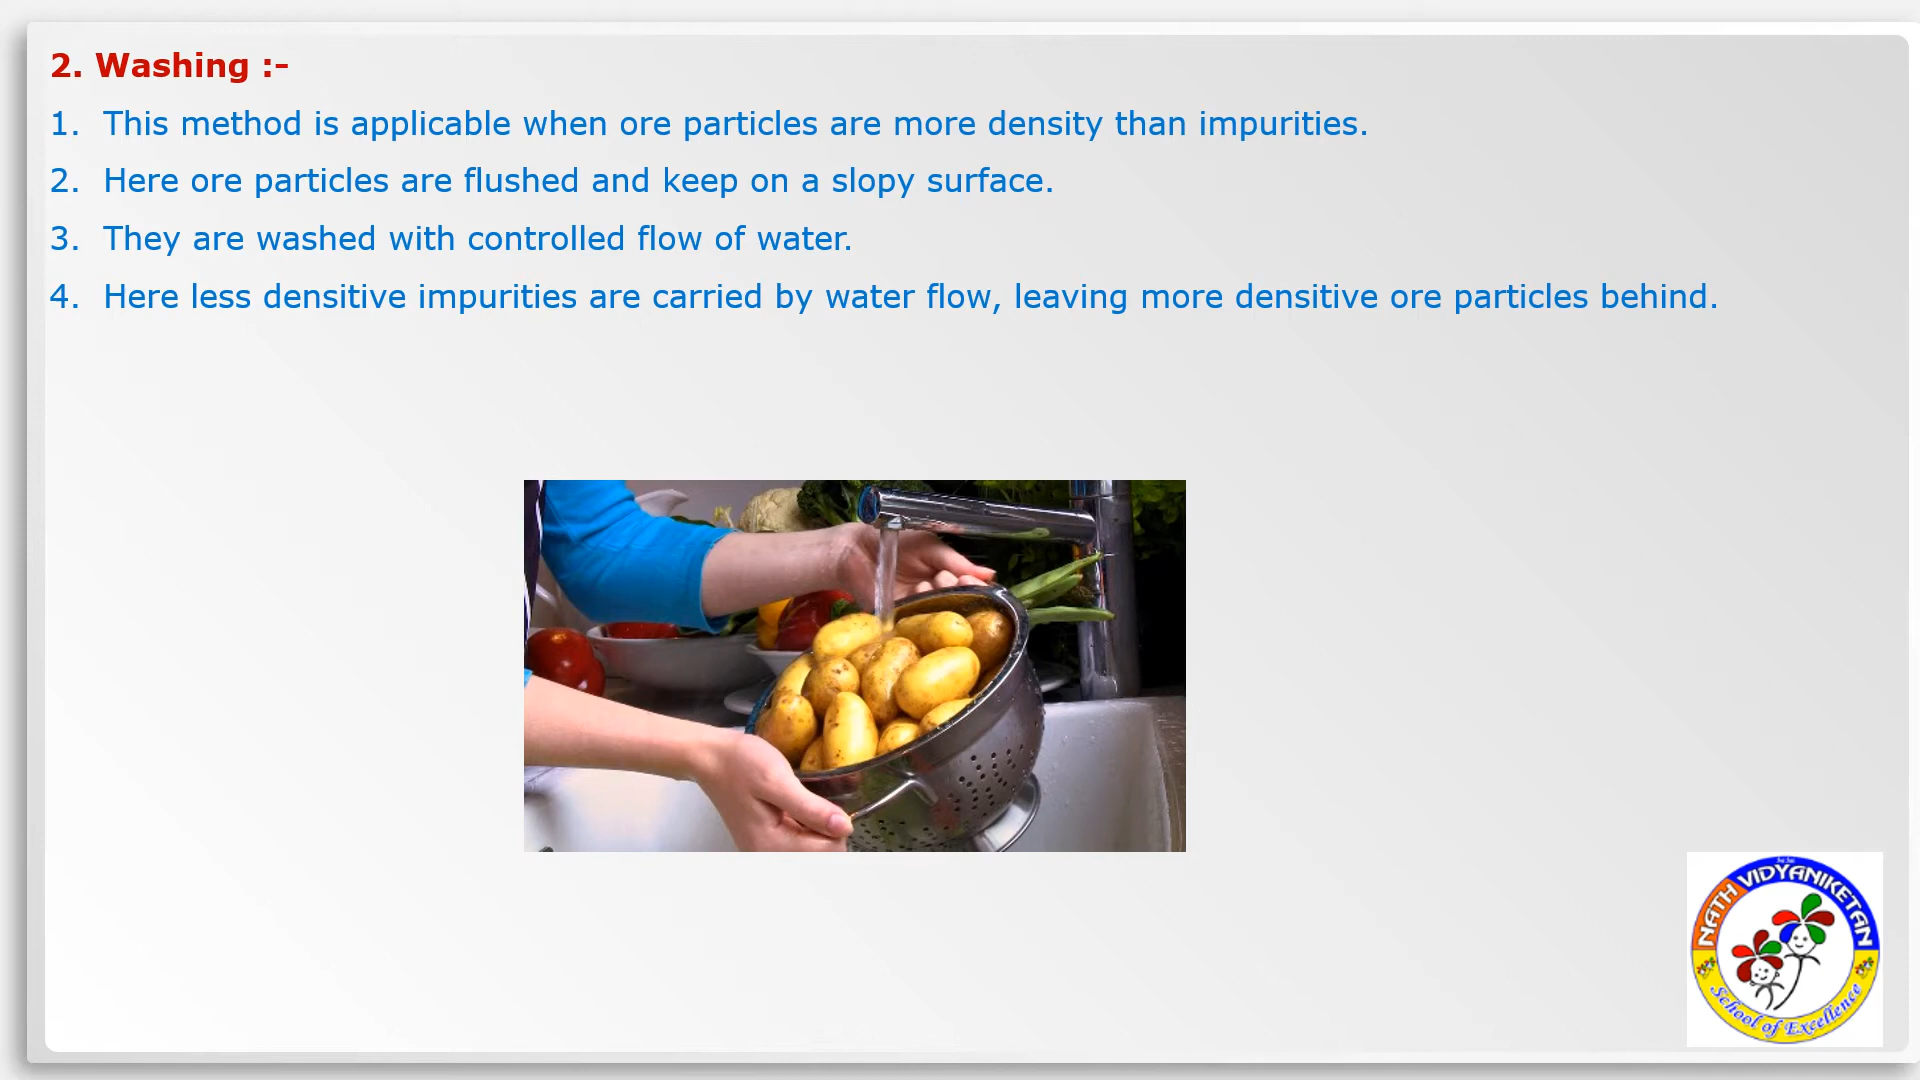 2. Washing :-
1. This method is applicable when ore particles are more density than impurities.
2. Here ore particles are flushed and keep on a slopy surface.
3. They are washed with controlled flow of water.
4. Here less densitive impurities are carried by water flow, leaving more densitive ore particles behind.
NATH VIDYANIKETAN
School of Excellence